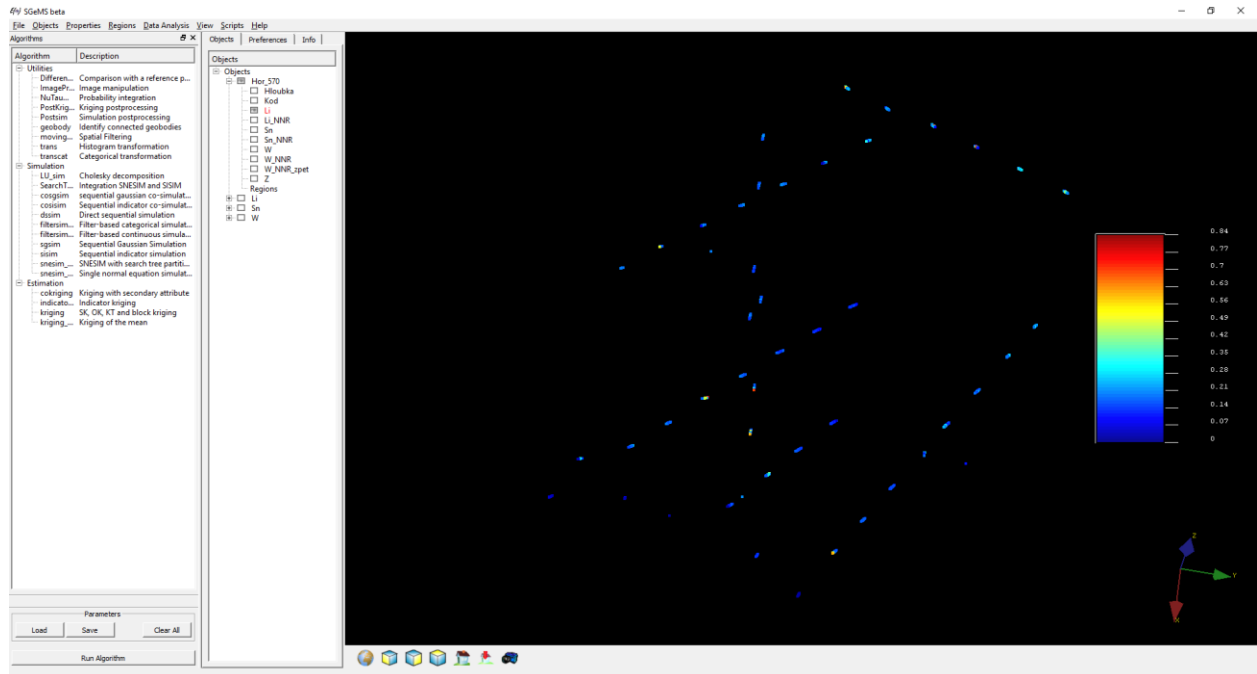 SGeMS beta
File Objects Properties Regions Data Analysis View Scripts Help
Algorithms
Algorithm Description
Utilities
Differen... Comparison with a reference p...
ImagePr... Image manipulation
NuTau... Probability integration
PostKrig... Kriging postprocessing
Postsim Simulation postprocessing
geobody Identify connected geobodies
moving... Spatial Filtering
trans Histogram transformation
transcat Categorical transformation
Simulation
LU_sim Cholesky decomposition
SearchT... Integration SNESIM and SISIM
cosgsim sequential gaussian co-simulat...
cosisim Sequential indicator co-simulat...
dssim Direct sequential simulation
filtersim... Filter-based categorical simulat...
filtersim... Filter-based continuous simula...
sgsim Sequential Gaussian Simulation
sisim Sequential indicator simulation
snesim_... SNESIM with search tree partiti...
snesim_... Single normal equation simulat...
Estimation
cokriging Kriging with secondary attribute
indicato... Indicator kriging
kriging SK, OK, KT and block kriging
kriging_... Kriging of the mean
Parameters
Load Save Clear All
Run Algorithm
Objects Preferences Info
Objects
Objects
Hor_570
Hloubka
Kod
Li
Li_NNR
Sn
Sn_NNR
W
W_NNR
W_NNR_zpet
Z
Regions
Li
Sn
W
0.84
0.77
0.7
0.63
0.56
0.49
0.42
0.35
0.28
0.21
0.14
0.07
0
Z
Y